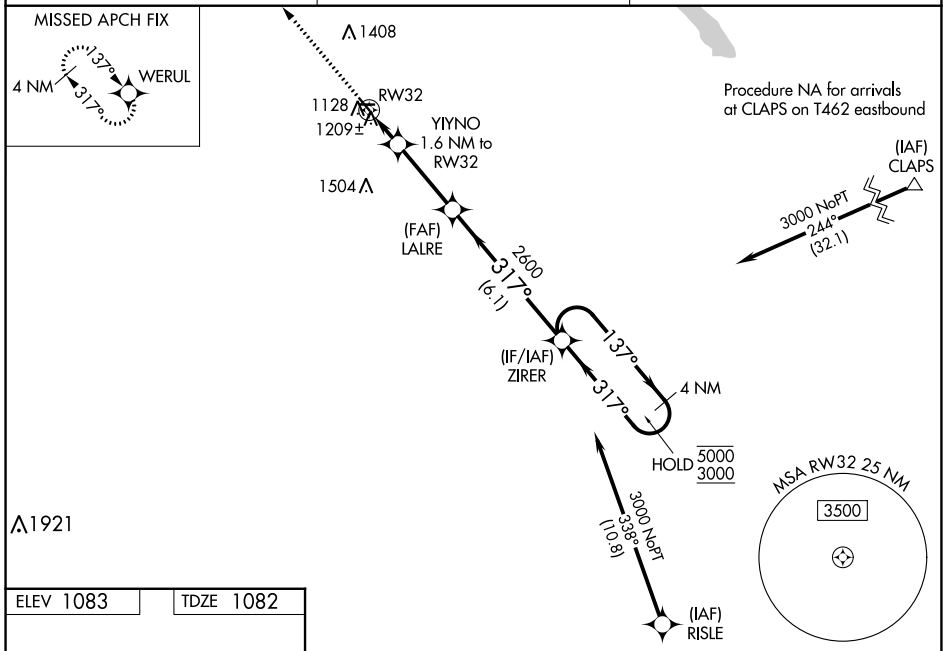 MISSED APCH FIX
137°
WERUL
4 NM
317°
1408
1128
RW32
1209±
YIYNO
1.6 NM to
RW32
1504
(FAF)
LALRE
2600
317°
(6.1)
Procedure NA for arrivals
at CLAPS on T462 eastbound
(IAF)
CLAPS
3000 NoPT
244°
(32.1)
(IF/IAF)
ZIRER
137°
317°
4 NM
HOLD 5000
3000
3000 NoPT
338°
(10.8)
(IAF)
RISLE
MSA RW32 25 NM
3500
1921
ELEV 1083
TDZE 1082